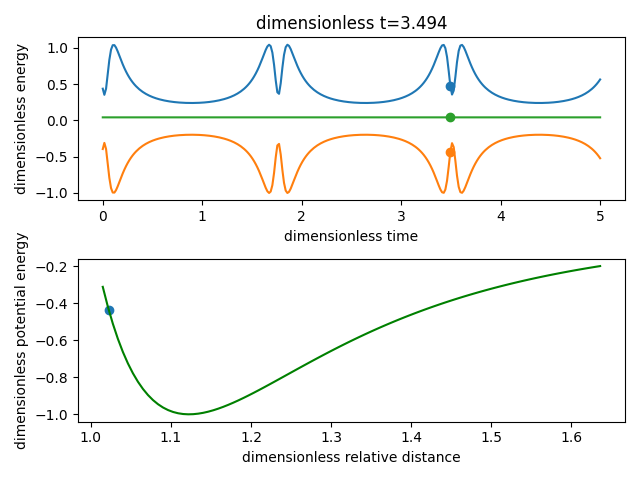 dimensionless t=3.494
dimensionless energy
1.0
0.5
0.0
−0.5
−1.0
0 1 2 3 4 5
dimensionless time
dimensionless potential energy
−0.2
−0.4
−0.6
−0.8
−1.0
1.0 1.1 1.2 1.3 1.4 1.5 1.6
dimensionless relative distance